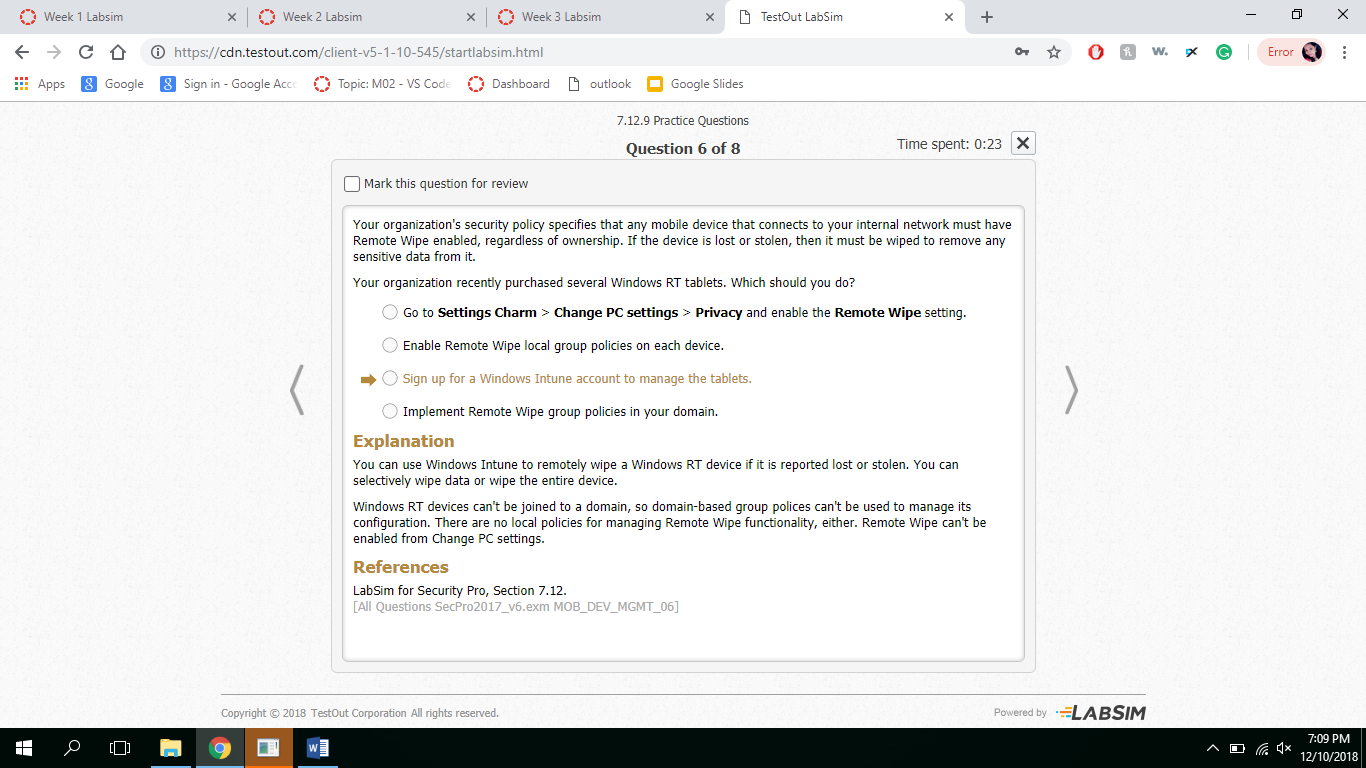 Week 1 Labsim
Week 2 Labsim
Week 3 Labsim
TestOut LabSim
https://cdn.testout.com/client-v5-1-10-545/startlabsim.html
Error
Apps
Google
Sign in - Google Acco
Topic: M02 - VS Code
Dashboard
outlook
Google Slides
7.12.9 Practice Questions
Question 6 of 8
Time spent: 0:23
Mark this question for review
Your organization's security policy specifies that any mobile device that connects to your internal network must have
Remote Wipe enabled, regardless of ownership. If the device is lost or stolen, then it must be wiped to remove any
sensitive data from it.
Your organization recently purchased several Windows RT tablets. Which should you do?
Go to Settings Charm > Change PC settings > Privacy and enable the Remote Wipe setting.
Enable Remote Wipe local group policies on each device.
Sign up for a Windows Intune account to manage the tablets.
Implement Remote Wipe group policies in your domain.
Explanation
You can use Windows Intune to remotely wipe a Windows RT device if it is reported lost or stolen. You can
selectively wipe data or wipe the entire device.
Windows RT devices can't be joined to a domain, so domain-based group polices can't be used to manage its
configuration. There are no local policies for managing Remote Wipe functionality, either. Remote Wipe can't be
enabled from Change PC settings.
References
LabSim for Security Pro, Section 7.12.
[All Questions SecPro2017_v6.exm MOB_DEV_MGMT_06]
Copyright © 2018 TestOut Corporation All rights reserved.
Powered by LABSIM
7:09 PM
12/10/2018